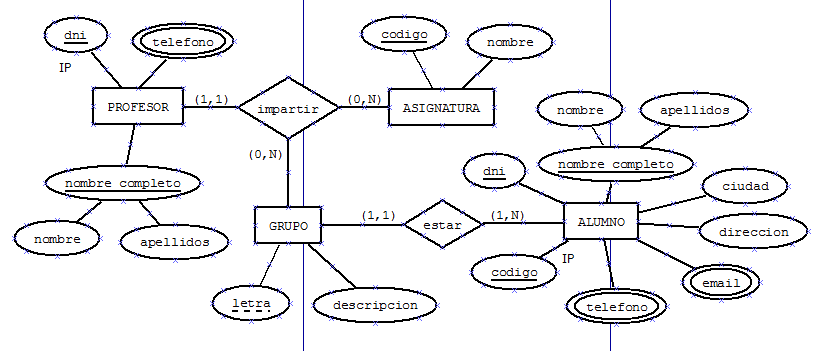 dni
telefono
codigo
nombre
IP
PROFESOR
(1,1)
impartir
(0,N)
ASIGNATURA
nombre
apellidos
(0,N)
nombre completo
dni
nombre completo
ciudad
nombre
apellidos
GRUPO
(1,1)
estar
(1,N)
ALUMNO
direccion
IP
codigo
email
letra
descripcion
telefono